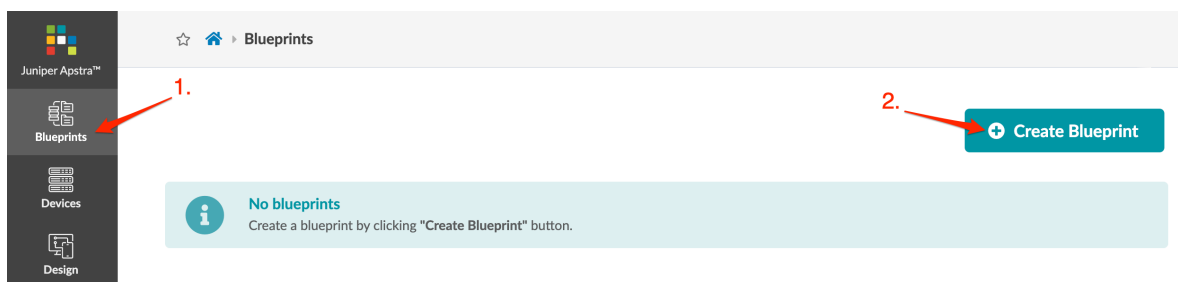 Juniper Apstra™
Blueprints
Devices
Design
Blueprints
1.
2.
Create Blueprint
No blueprints
Create a blueprint by clicking "Create Blueprint" button.